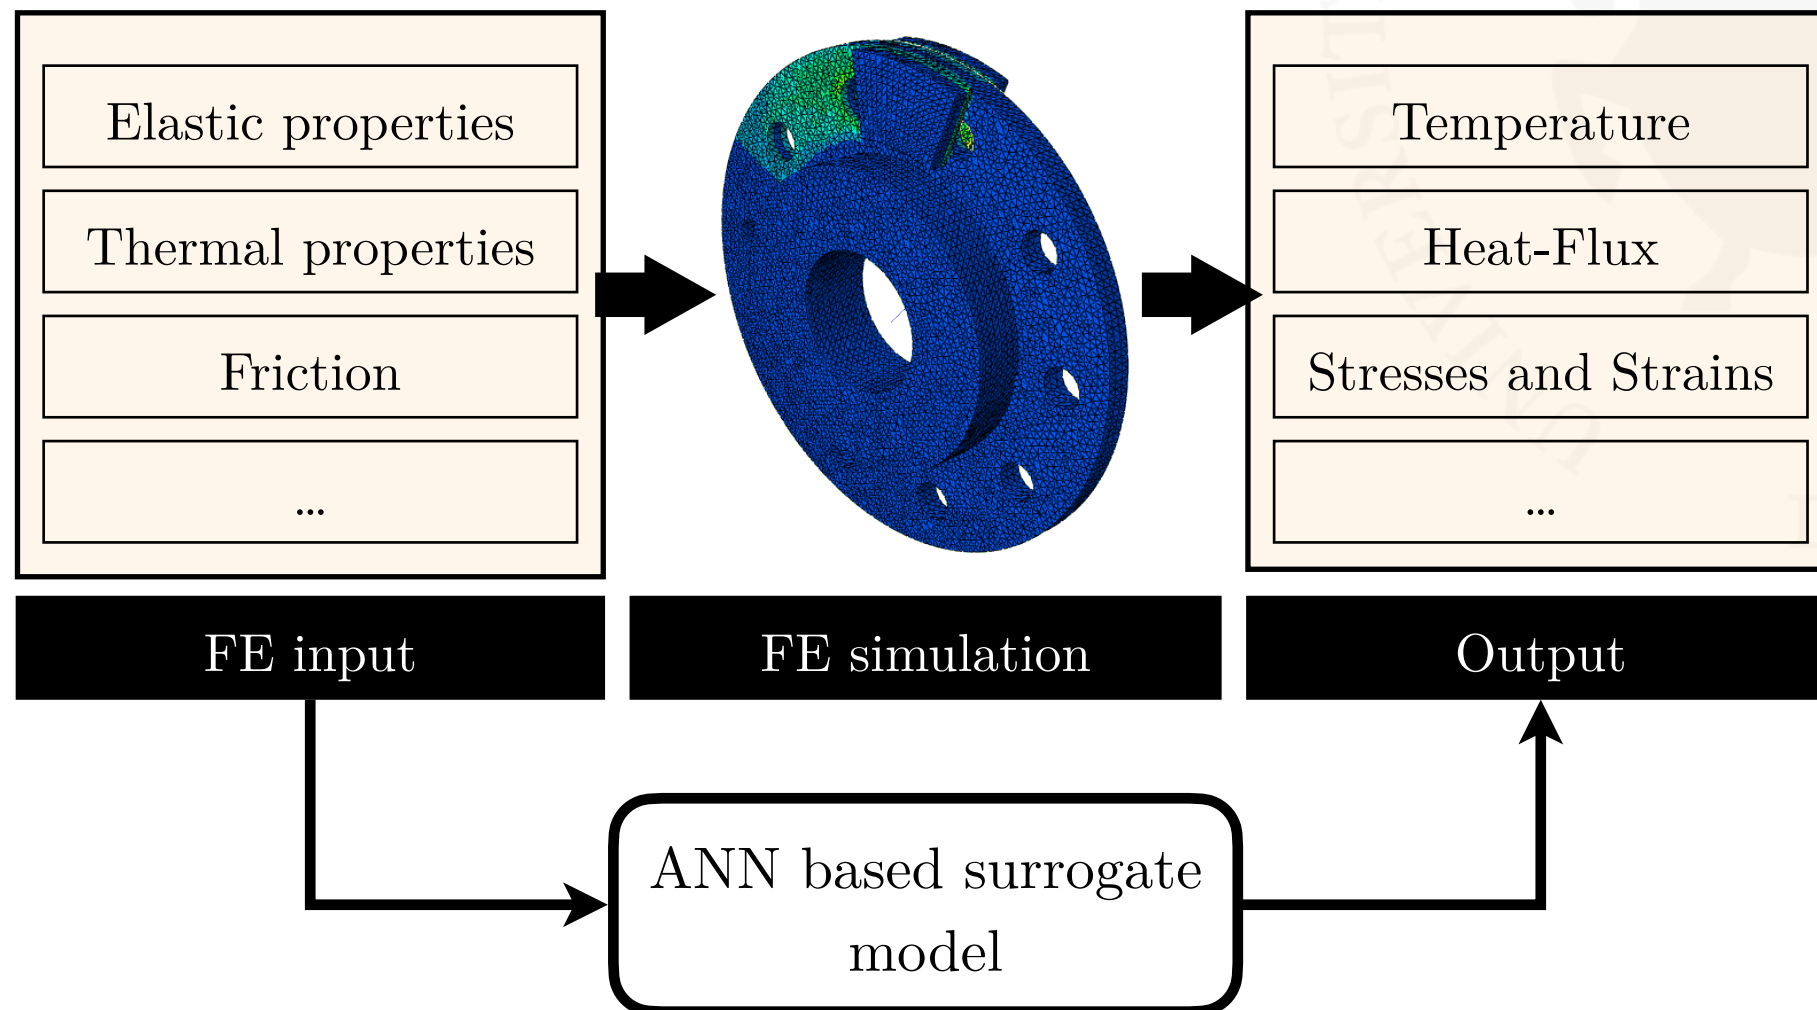 Elastic properties
Thermal properties
Friction
...
Temperature
Heat-Flux
Stresses and Strains
...
FE input
FE simulation
Output
ANN based surrogate
model